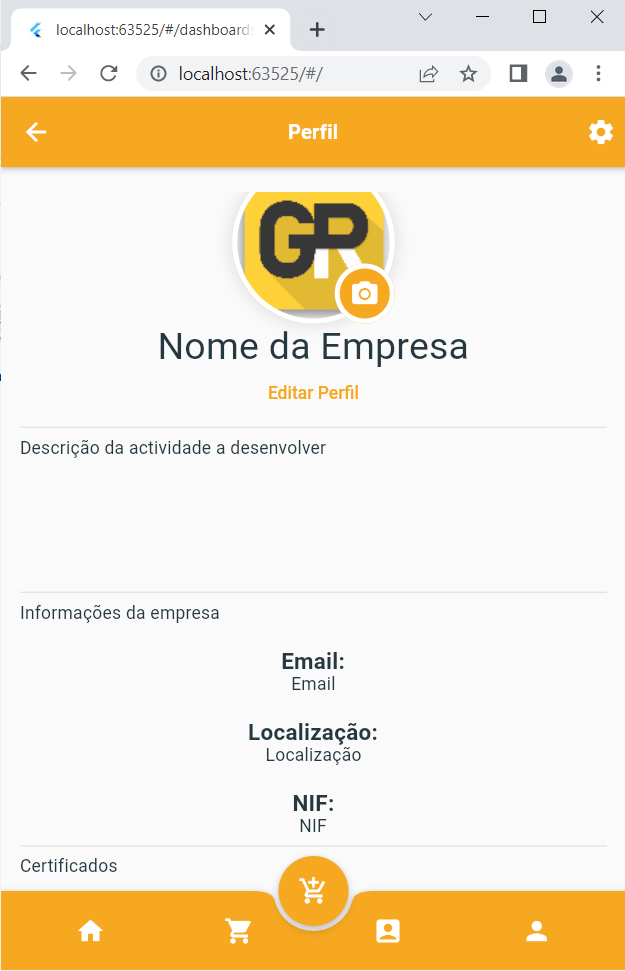 localhost:63525/#/dashboard
localhost:63525/#/
Perfil
GR
Nome da Empresa
Editar Perfil
Descrição da actividade a desenvolver
Informações da empresa
Email:
Email
Localização:
Localização
NIF:
NIF
Certificados